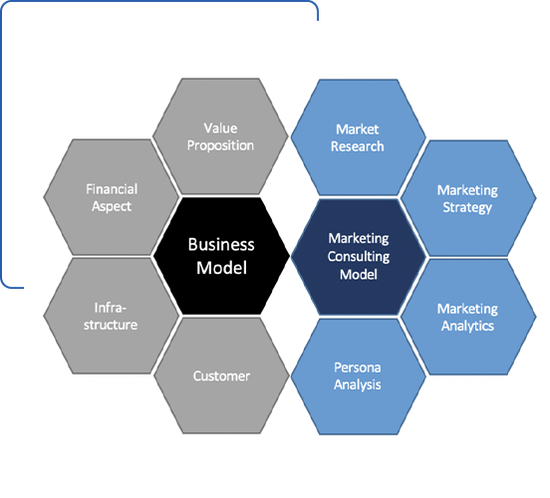 Value
Proposition
Market
Research
Financial
Aspect
Marketing
Strategy
Business
Model
Marketing
Consulting
Model
Infra-
structure
Marketing
Analytics
Customer
Persona
Analysis